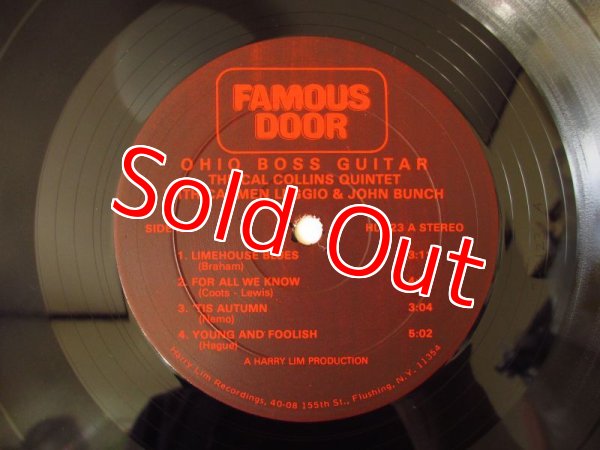 FAMOUS
DOOR
OHIO BOSS GUITAR
CAL COLLINS QUINTET
& JOHN BUNCH
Sold Out
A STEREO
1. LIMEHOUSE BLUES
(Braham)
2. FOR ALL WE KNOW
(Coots - Lewis)
3. 'TIS AUTUMN 3:04
(Nemo)
4. YOUNG AND FOOLISH 5:02
(Hague)
A HARRY LIM PRODUCTION
Harry Lim Recordings, 40-08 155th St., Flushing, N.Y. 11354